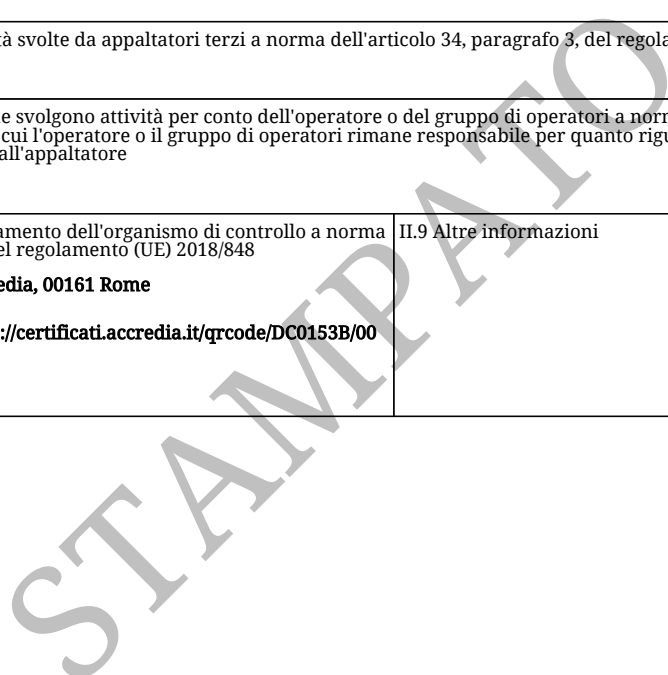 tà svolte da appaltatori terzi a norma dell'articolo 34, paragrafo 3, del regola
e svolgono attività per conto dell'operatore o del gruppo di operatori a norm
cui l'operatore o il gruppo di operatori rimane responsabile per quanto rigu
all'appaltatore
amento dell'organismo di controllo a norma
el regolamento (UE) 2018/848
edia, 00161 Rome
://certificati.accredia.it/qrcode/DC0153B/00
II.9 Altre informazioni
STAMPATO